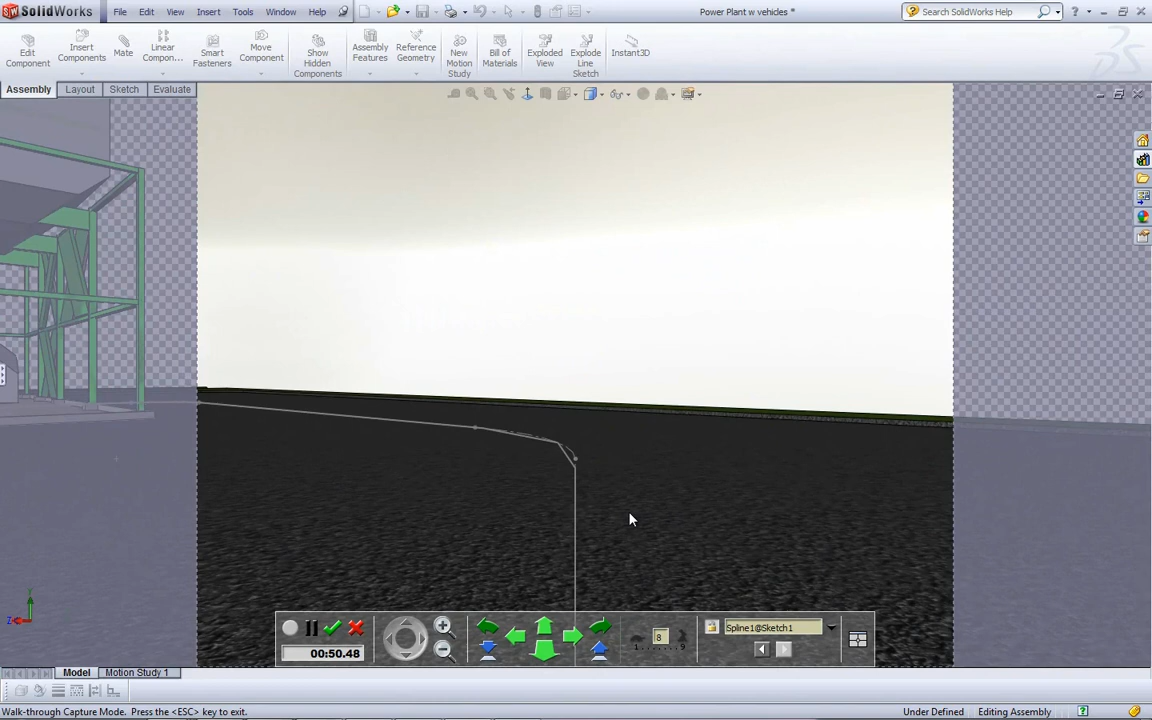 SolidWorks File Edit View Insert Tools Window Help Power Plant w vehicles * Search SolidWorks Help ?
Edit Component
Insert Components
Mate
Linear Compon...
Smart Fasteners
Move Component
Show Hidden Components
Assembly Features
Reference Geometry
New Motion Study
Bill of Materials
Exploded View
Explode Line Sketch
Instant3D
Assembly Layout Sketch Evaluate
Y
Z
00:50.48
8
1.......9
Spline1@Sketch1
Model Motion Study 1
Walk-through Capture Mode. Press the <ESC> key to exit. Under Defined Editing Assembly ?